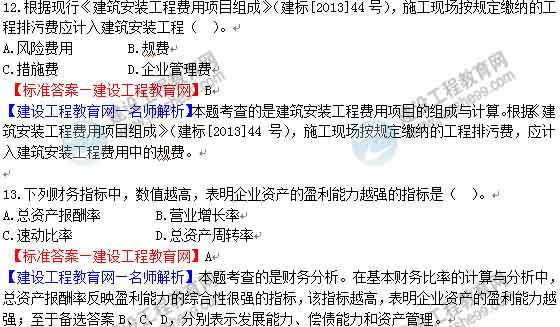 12.根据现行《建筑安装工程费用项目组成》(建标[2013]44号),施工现场按规定缴纳的工
程排污费应计入建筑安装工程(    )。
A.风险费用    B.规费
C.措施费    D.企业管理费
【标准答案—建设工程教育网】B
【建设工程教育网—名师解析】本题考查的是建筑安装工程费用项目的组成与计算。根据《建
筑安装工程费用项目组成》(建标[2013]44 号),施工现场按规定缴纳的工程排污费,应计
入建筑安装工程费用中的规费。
13.下列财务指标中,数值越高,表明企业资产的盈利能力越强的指标是(    )。
A.总资产报酬率    B.营业增长率
C.速动比率    D.总资产周转率
【标准答案—建设工程教育网】A
【建设工程教育网—名师解析】本题考查的是财务分析。在基本财务比率的计算与分析中,
总资产报酬率反映盈利能力的综合性很强的指标,该指标越高,表明企业资产的盈利能力越
强;至于备选答案 B、C、D,分别表示发展能力、偿债能力和资产管理。.